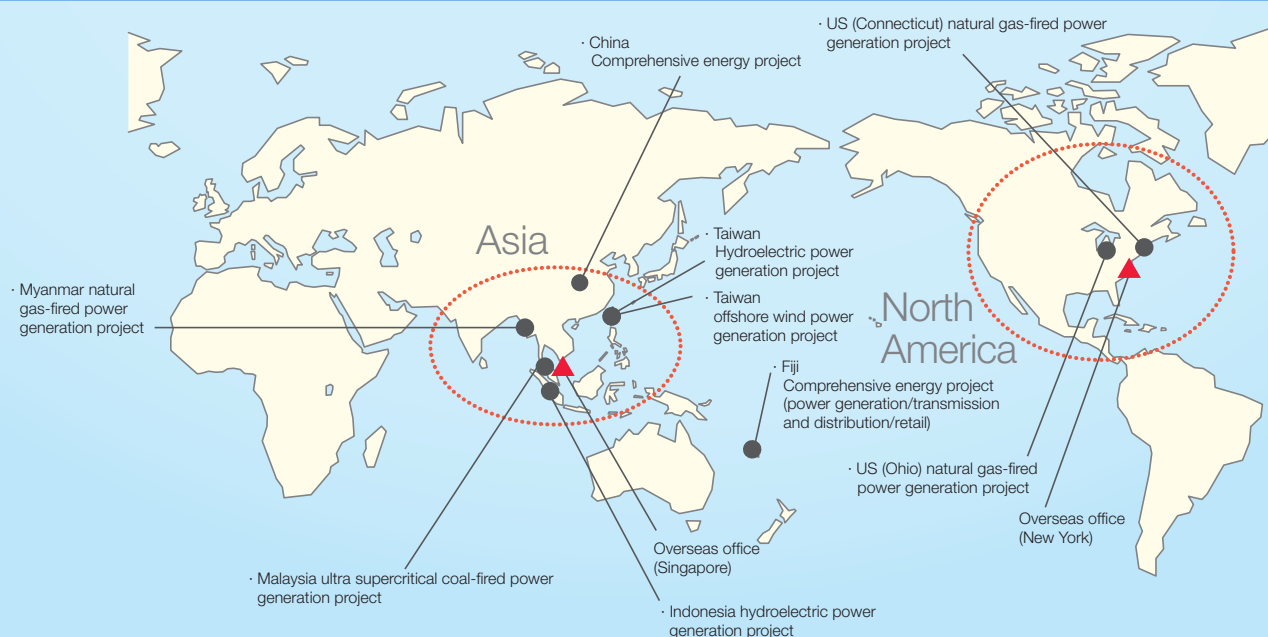 · US (Connecticut) natural gas-fired power
generation project
· China
Comprehensive energy project
Asia
· Taiwan
Hydroelectric power
generation project
· Myanmar natural
gas-fired power
generation project
· Taiwan
offshore wind power
generation project
North
America
· Fiji
Comprehensive energy project
(power generation/transmission
and distribution/retail)
· US (Ohio) natural gas-fired
power generation project
Overseas office
(New York)
Overseas office
(Singapore)
· Malaysia ultra supercritical coal-fired power
generation project
· Indonesia hydroelectric power
generation project